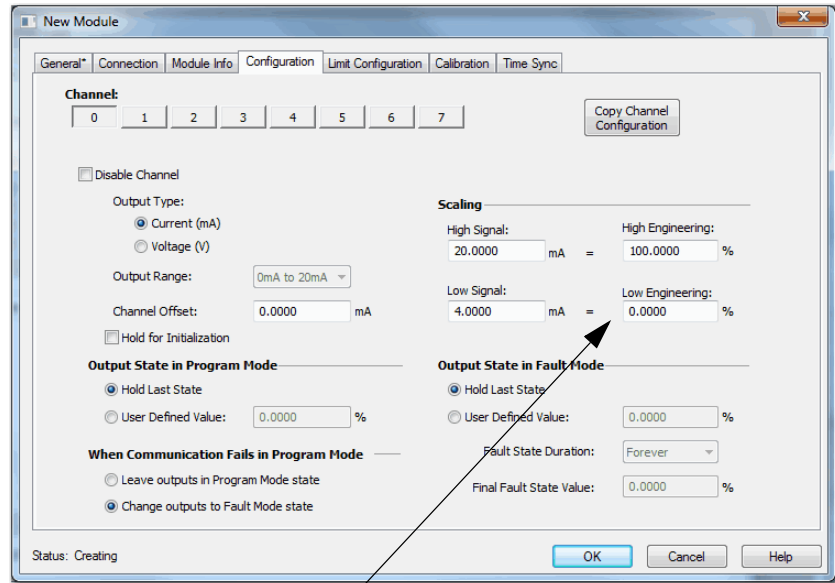 New Module
General* Connection Module Info Configuration Limit Configuration Calibration Time Sync
Channel:
0 1 2 3 4 5 6 7
Copy Channel
Configuration
Disable Channel
Output Type:
Current (mA)
Voltage (V)
Output Range: 0mA to 20mA
Channel Offset: 0.0000 mA
Hold for Initialization
Scaling
High Signal: High Engineering:
20.0000 mA = 100.0000 %
Low Signal: Low Engineering:
4.0000 mA = 0.0000 %
Output State in Program Mode
Hold Last State
User Defined Value: 0.0000 %
Output State in Fault Mode
Hold Last State
User Defined Value: 0.0000 %
Fault State Duration: Forever
Final Fault State Value: 0.0000 %
When Communication Fails in Program Mode
Leave outputs in Program Mode state
Change outputs to Fault Mode state
Status: Creating
OK Cancel Help